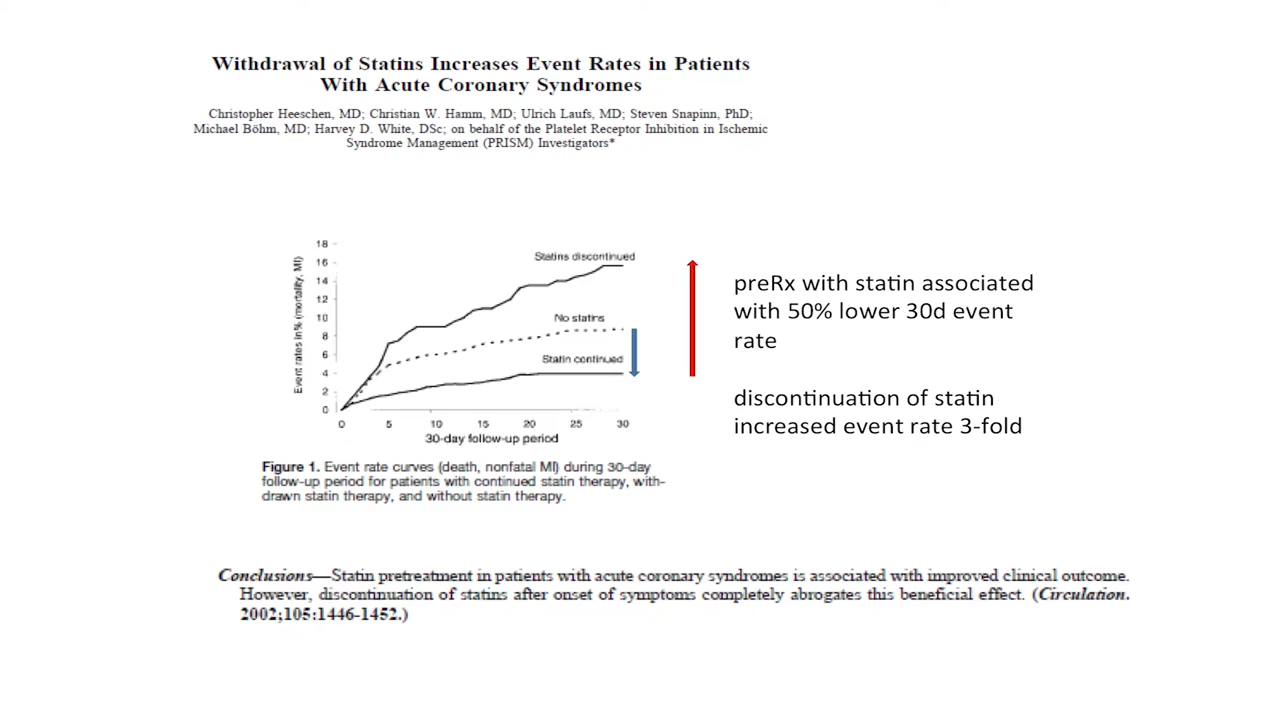 Withdrawal of Statins Increases Event Rates in Patients
With Acute Coronary Syndromes
Christopher Heeschen, MD; Christian W. Hamm, MD; Ulrich Laufs, MD; Steven Snapinn, PhD;
Michael Böhm, MD; Harvey D. White, DSc; on behalf of the Platelet Receptor Inhibition in Ischemic
Syndrome Management (PRISM) Investigators*
Event rates in% (mortality, MI)
18
16
14
12
10
8
6
4
2
0
Statins discontinued
No statins
Statin continued
0 5 10 15 20 25 30
30-day follow-up period
Figure 1. Event rate curves (death, nonfatal MI) during 30-day
follow-up period for patients with continued statin therapy, with-
drawn statin therapy, and without statin therapy.
preRx with statin associated
with 50% lower 30d event
rate
discontinuation of statin
increased event rate 3-fold
Conclusions—Statin pretreatment in patients with acute coronary syndromes is associated with improved clinical outcome.
However, discontinuation of statins after onset of symptoms completely abrogates this beneficial effect. (Circulation.
2002;105:1446-1452.)